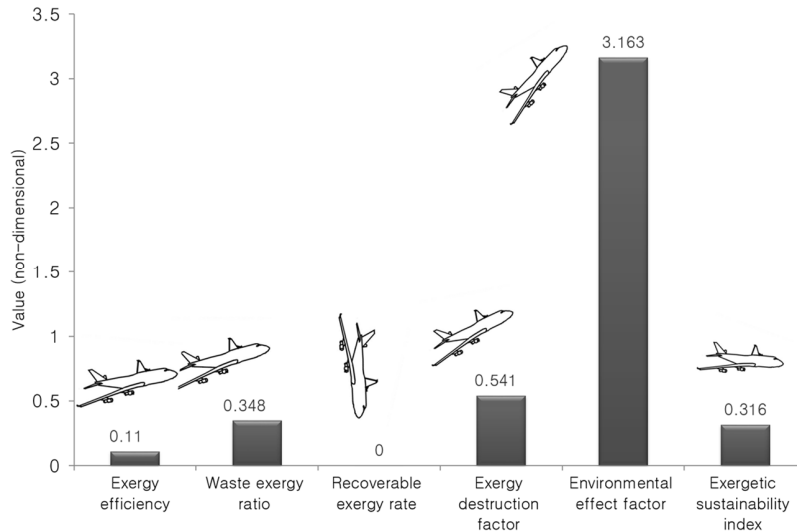 Value (non-dimensional)
3.5
3
2.5
2
1.5
1
0.5
0
0.11
0.348
0
0.541
3.163
0.316
Exergy
efficiency
Waste exergy
ratio
Recoverable
exergy rate
Exergy
destruction
factor
Environmental
effect factor
Exergetic
sustainability
index